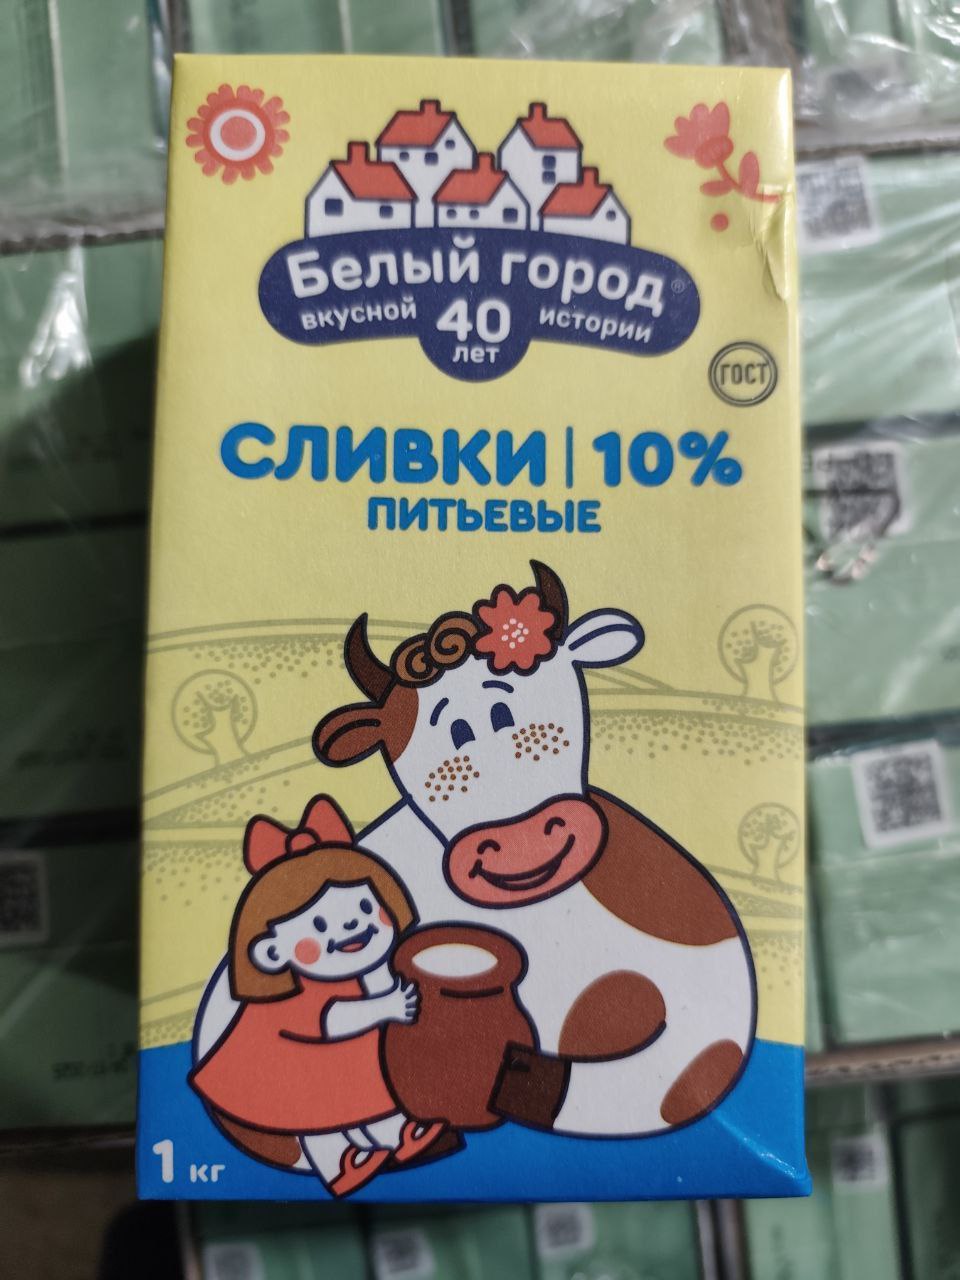 Белый город®
вкусной 40 истории
лет
ГОСТ
СЛИВКИ | 10%
ПИТЬЕВЫЕ
1 кг